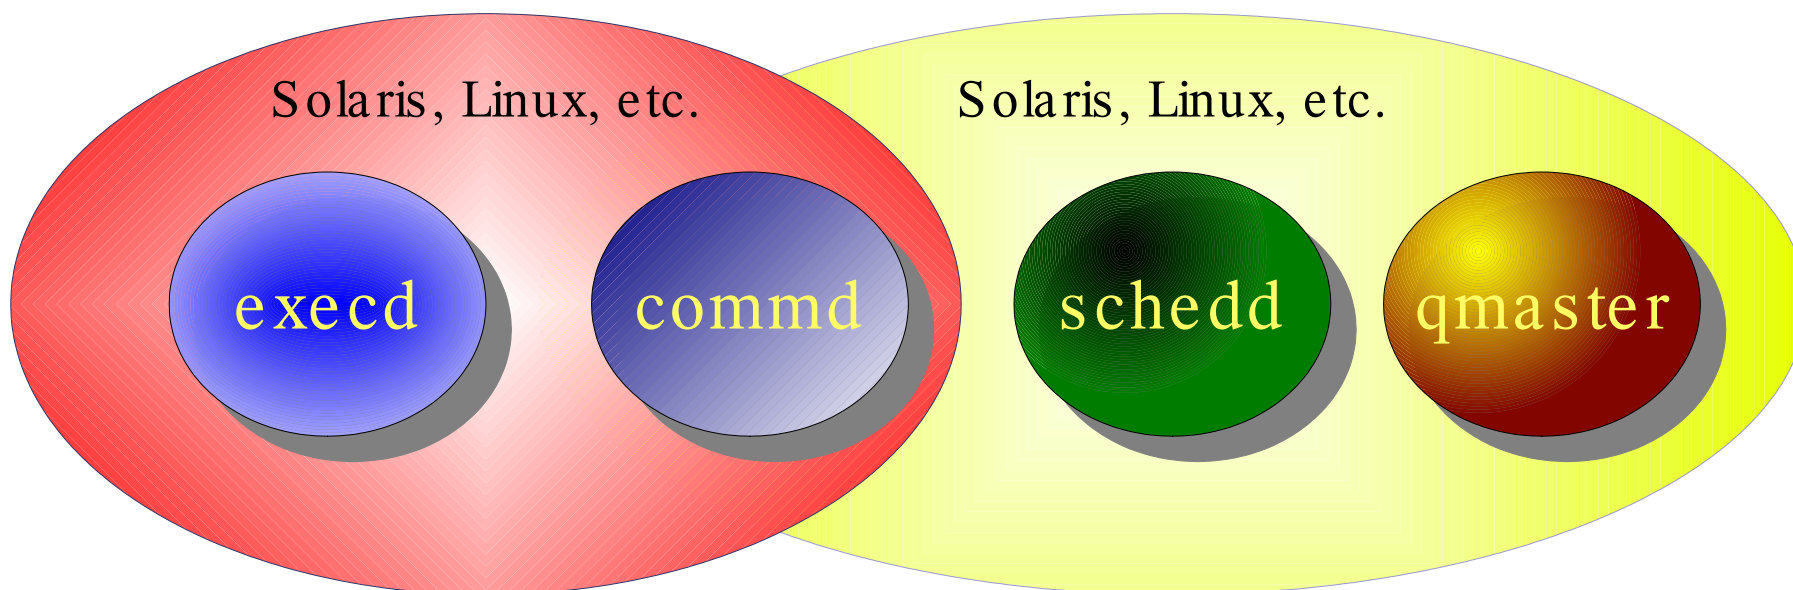 Solaris, Linux, etc.
Solaris, Linux, etc.
execd
commd
schedd
qmaster